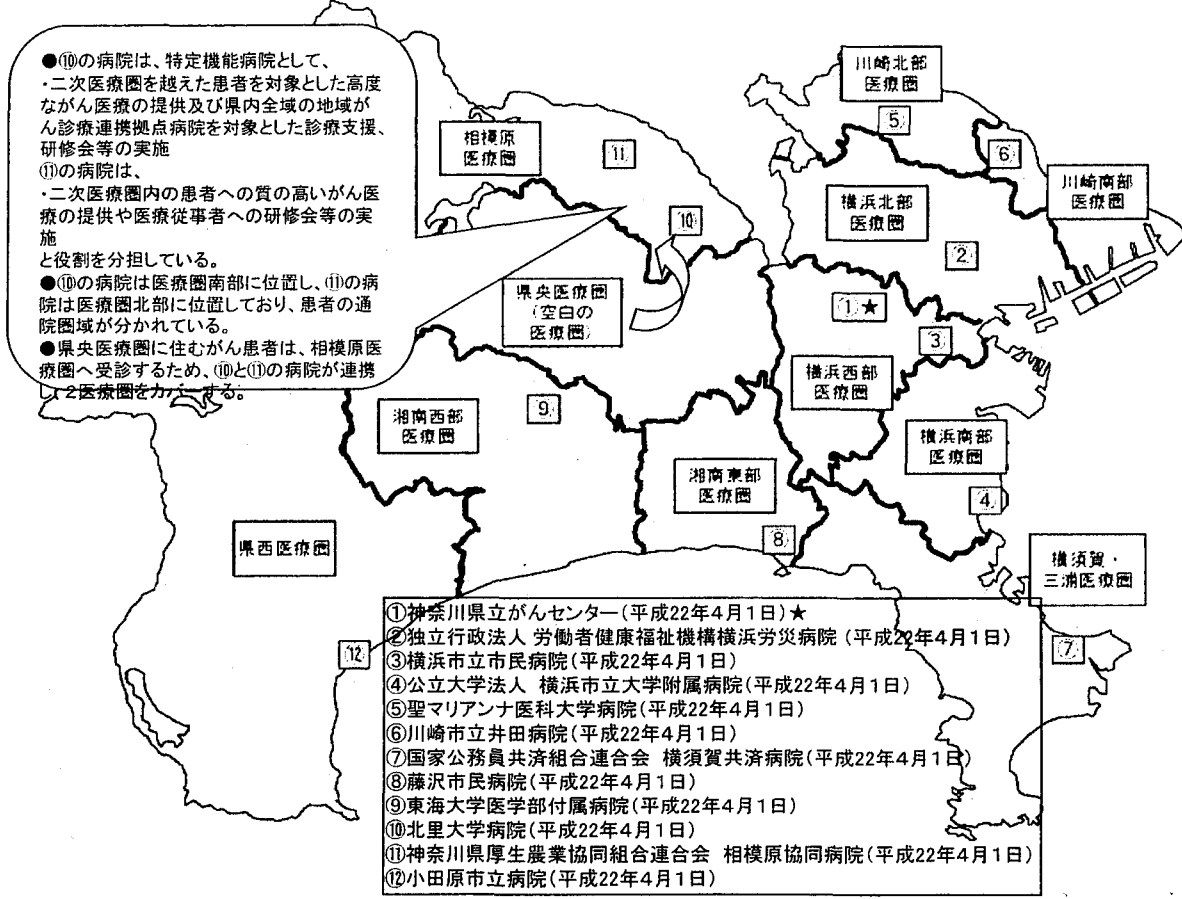 ●⑩の病院は、特定機能病院として、
・二次医療圏を越えた患者を対象とした高度
ながん医療の提供及び県内全域の地域が
ん診療連携拠点病院を対象とした診療支援、
研修会等の実施
⑪の病院は、
・二次医療圏内の患者への質の高いがん医
療の提供や医療従事者への研修会等の実
施
と役割を分担している。
●⑩の病院は医療圏南部に位置し、⑪の病
院は医療圏北部に位置しており、患者の通
院圏域が分かれている。
●県央医療圏に住むがん患者は、相模原医
療圏へ受診するため、⑩と⑪の病院が連携
し、2医療圏をカバーする。
川崎北部
医療圏
⑤
相模原
医療圏
⑪
⑥
川崎南部
医療圏
横浜北部
医療圏
⑩
②
県央医療圏
(空白の
医療圏)
①★
③
横浜西部
医療圏
湘南西部
医療圏
⑨
横浜南部
医療圏
湘南東部
医療圏
④
県西医療圏
⑧
横須賀・
三浦医療圏
⑫
⑦
①神奈川県立がんセンター(平成22年4月1日)★
②独立行政法人 労働者健康福祉機構横浜労災病院 (平成22年4月1日)
③横浜市立市民病院(平成22年4月1日)
④公立大学法人 横浜市立大学附属病院(平成22年4月1日)
⑤聖マリアンナ医科大学病院(平成22年4月1日)
⑥川崎市立井田病院(平成22年4月1日)
⑦国家公務員共済組合連合会 横須賀共済病院(平成22年4月1日)
⑧藤沢市民病院(平成22年4月1日)
⑨東海大学医学部付属病院(平成22年4月1日)
⑩北里大学病院(平成22年4月1日)
⑪神奈川県厚生農業協同組合連合会 相模原協同病院(平成22年4月1日)
⑫小田原市立病院(平成22年4月1日)